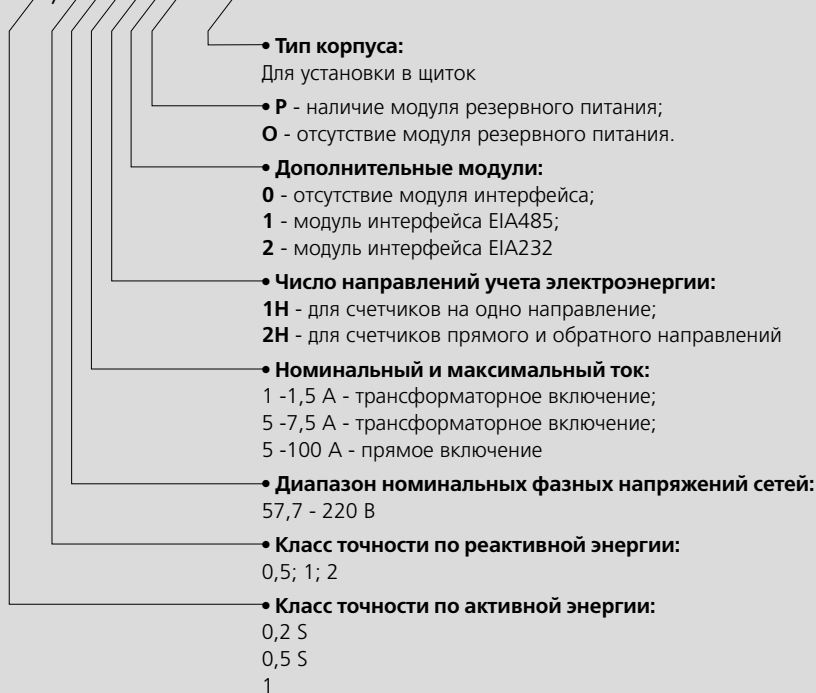 • Тип корпуса:
Для установки в щиток
• Р - наличие модуля резервного питания;
О - отсутствие модуля резервного питания.
• Дополнительные модули:
0 - отсутствие модуля интерфейса;
1 - модуль интерфейса EIA485;
2 - модуль интерфейса EIA232
• Число направлений учета электроэнергии:
1Н - для счетчиков на одно направление;
2Н - для счетчиков прямого и обратного направлений
• Номинальный и максимальный ток:
1 -1,5 А - трансформаторное включение;
5 -7,5 А - трансформаторное включение;
5 -100 А - прямое включение
• Диапазон номинальных фазных напряжений сетей:
57,7 - 220 В
• Класс точности по реактивной энергии:
0,5; 1; 2
• Класс точности по активной энергии:
0,2 S
0,5 S
1